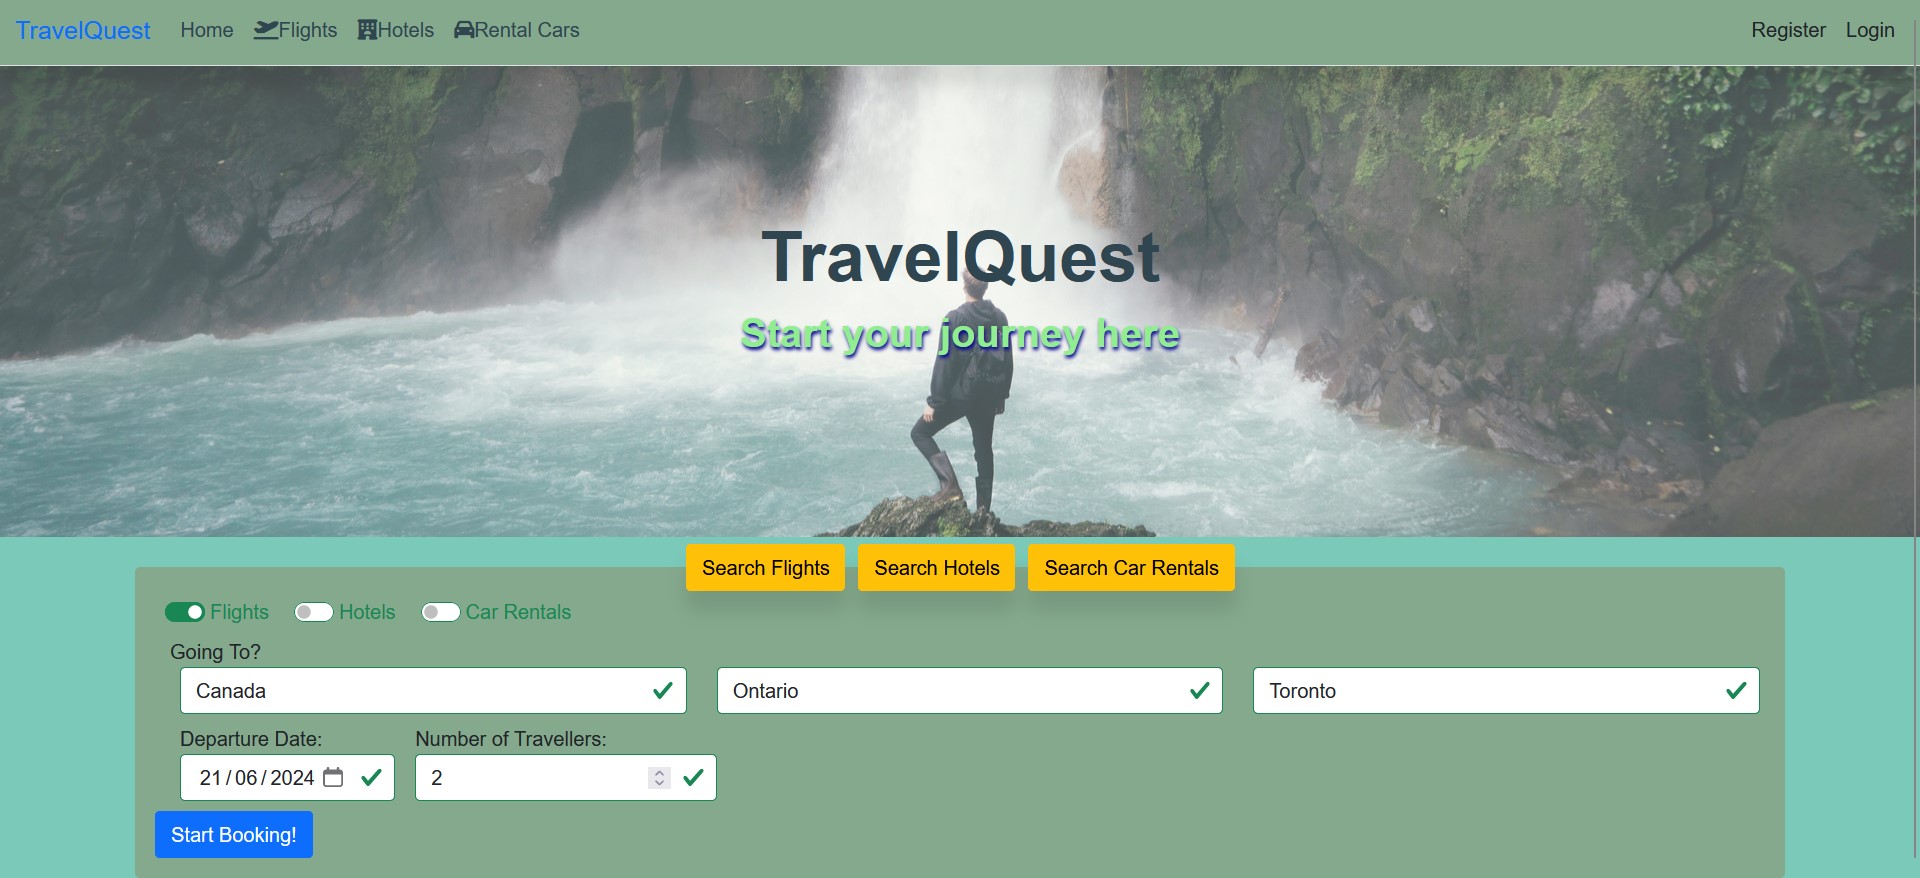 TravelQuest Home Flights Hotels Rental Cars Register Login
TravelQuest
Start your journey here
Search Flights Search Hotels Search Car Rentals
Flights Hotels Car Rentals
Going To?
Canada Ontario Toronto
Departure Date: Number of Travellers:
21/06/2024 2
Start Booking!